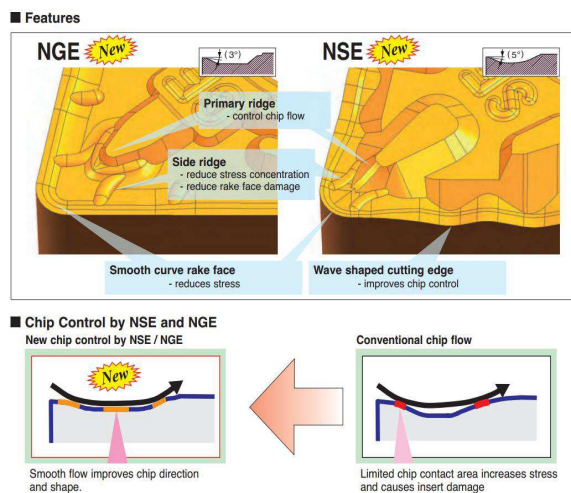 ■ Features
NGE New (3°)
NSE New (5°)
Primary ridge
- control chip flow
Side ridge
- reduce stress concentration
- reduce rake face damage
Smooth curve rake face
- reduces stress
Wave shaped cutting edge
- improves chip control
■ Chip Control by NSE and NGE
New chip control by NSE / NGE
New
Smooth flow improves chip direction
and shape.
Conventional chip flow
Limited chip contact area increases stress
and causes insert damage